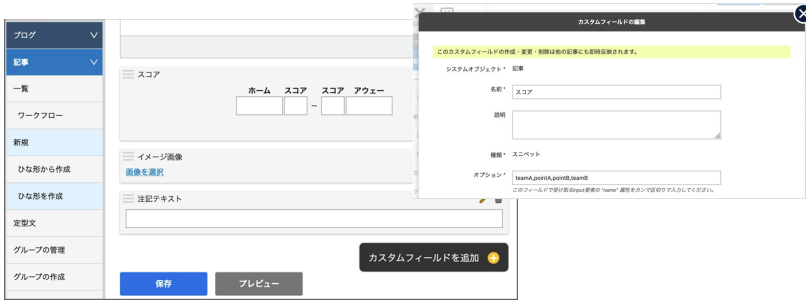 ブログ
記事
一覧
ワークフロー
新規
ひな形から作成
ひな形を作成
定型文
グループの管理
グループの作成
スコア
ホーム スコア スコア アウェー
–
イメージ画像
画像を選択
注記テキスト
カスタムフィールドを追加
保存
プレビュー
カスタムフィールドの編集
このカスタムフィールドの作成・変更・削除は他の記事にも即時反映されます。
システムオブジェクト * 記事
名前 * スコア
説明
種類 * スニペット
オプション * teamA,pointA,pointB,teamB
このフィールドで受け取るinput要素の "name" 属性をカンマ区切りで入力してください。